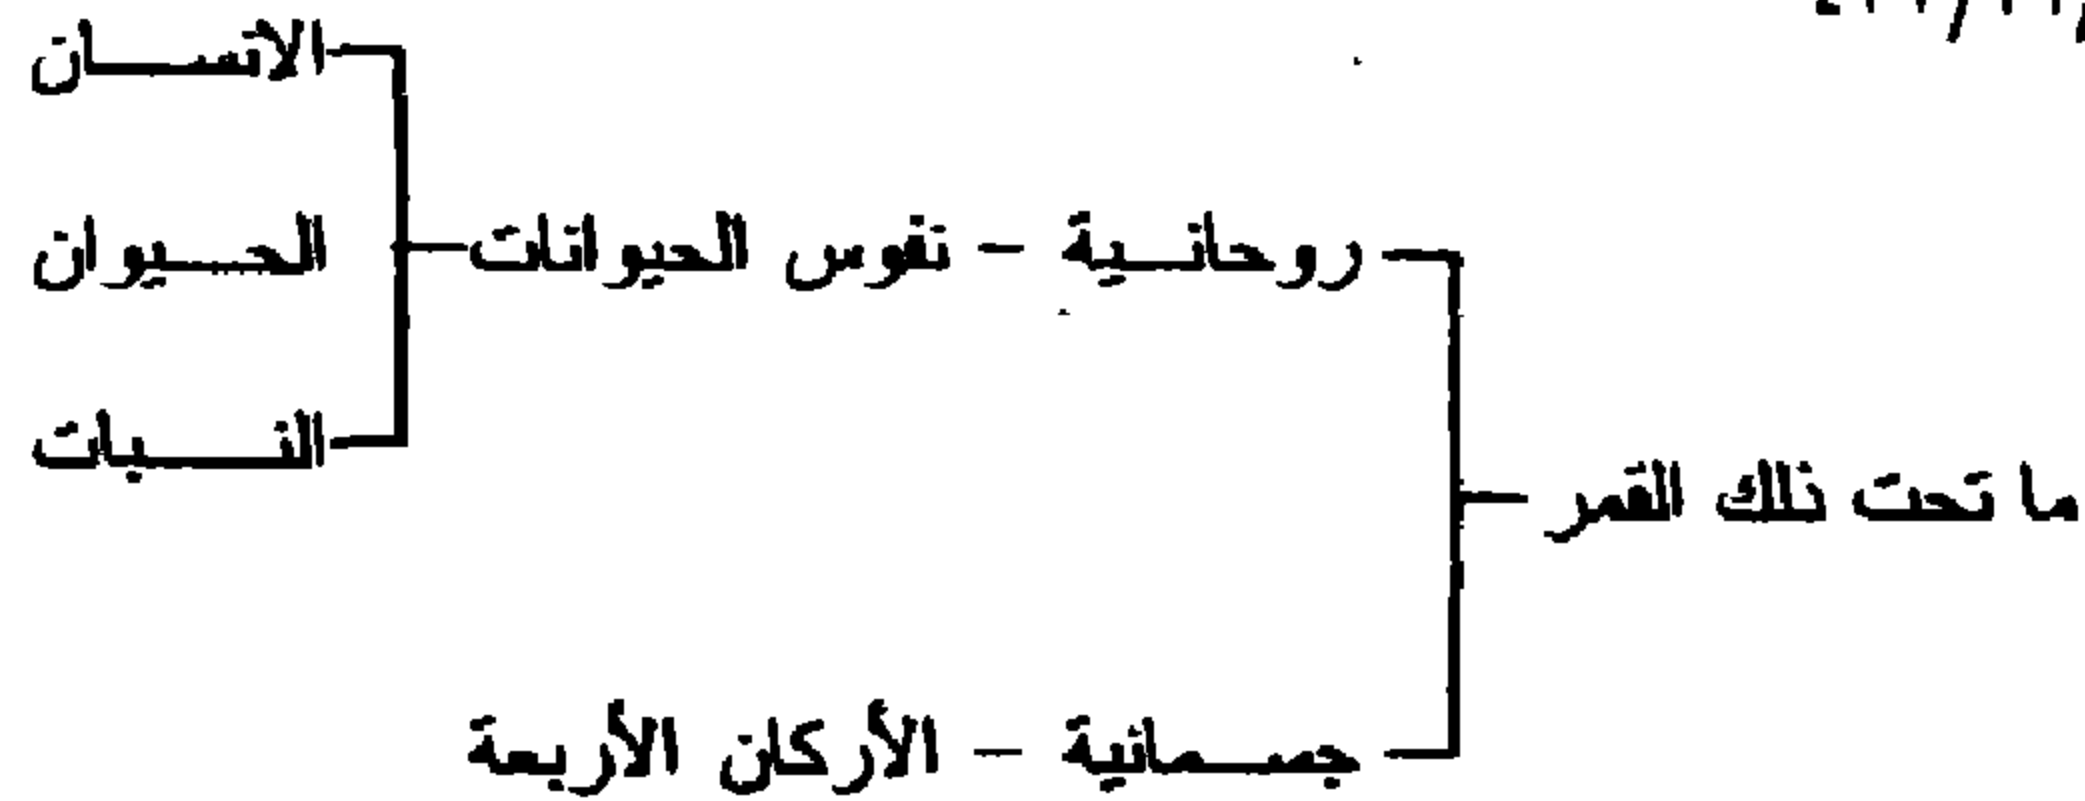 ما تحت ذلك القمر
روحانية – نفوس الحيوانات
الانسان
الحيوان
النبات
جسمانية – الأركان الأربعة